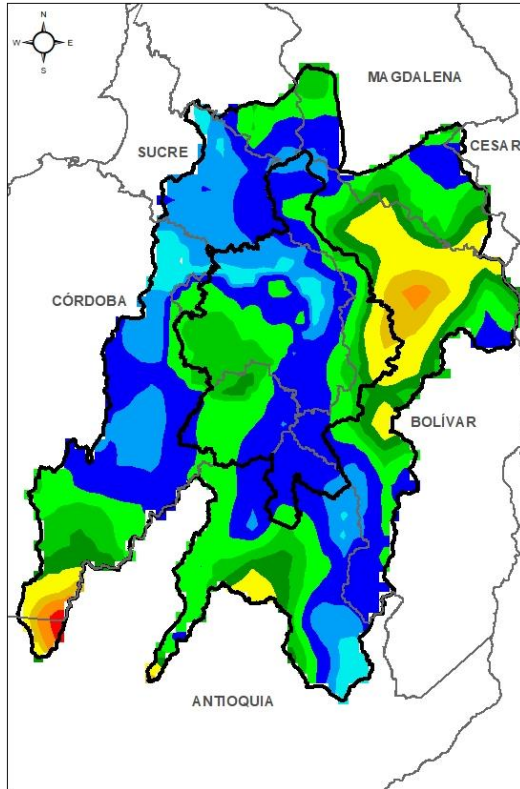 N
W E
S
MAGDALENA
SUCRE
CESAR
CÓRDOBA
BOLÍVAR
ANTIOQUIA